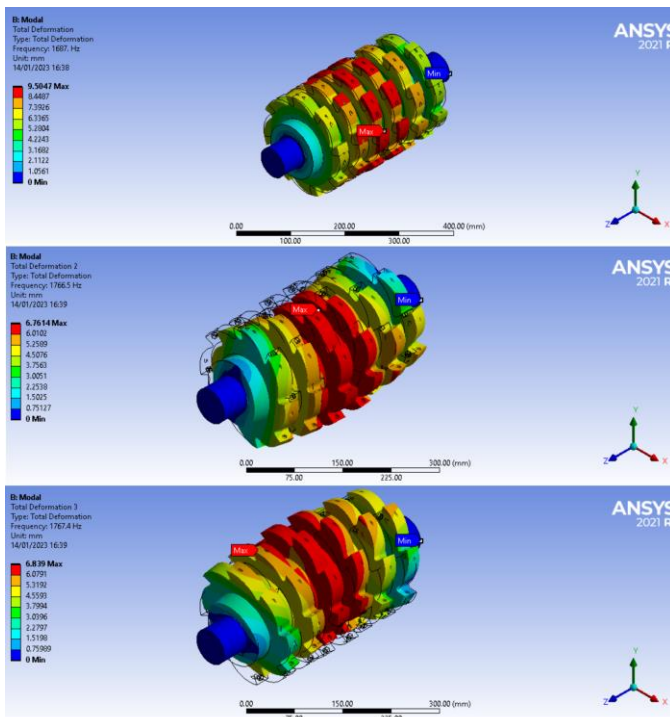 B: Modal
Total Deformation
Type: Total Deformation
Frequency: 1687. Hz
Unit: mm
14/01/2023 16:38
9.5047 Max
8.4487
7.3926
6.3365
5.2804
4.2243
3.1682
2.1122
1.0561
0 Min
Min
Max
ANSYS
2021 R
0.00 200.00 400.00 (mm)
100.00 300.00
Y
Z X
B: Modal
Total Deformation 2
Type: Total Deformation
Frequency: 1766.5 Hz
Unit: mm
14/01/2023 16:39
6.7614 Max
6.0102
5.2589
4.5076
3.7563
3.0051
2.2538
1.5025
0.75127
0 Min
Max
Min
ANSYS
2021 R
0.00 150.00 300.00 (mm)
75.00 225.00
Y
Z X
B: Modal
Total Deformation 3
Type: Total Deformation
Frequency: 1767.4 Hz
Unit: mm
14/01/2023 16:39
6.839 Max
6.0791
5.3192
4.5593
3.7994
3.0396
2.2797
1.5198
0.75989
0 Min
Max
Min
ANSYS
2021 R
0.00 150.00 300.00 (mm)
Y
Z X